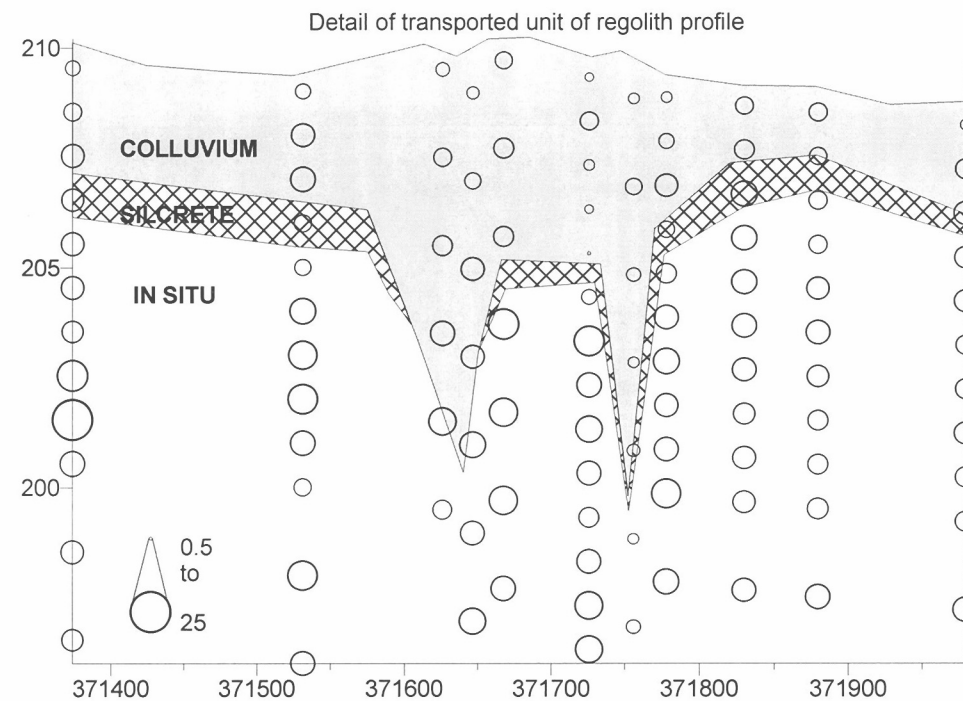 Detail of transported unit of regolith profile
210
COLLUVIUM
SILCRETE
205
IN SITU
200
0.5
to
25
371400 371500 371600 371700 371800 371900